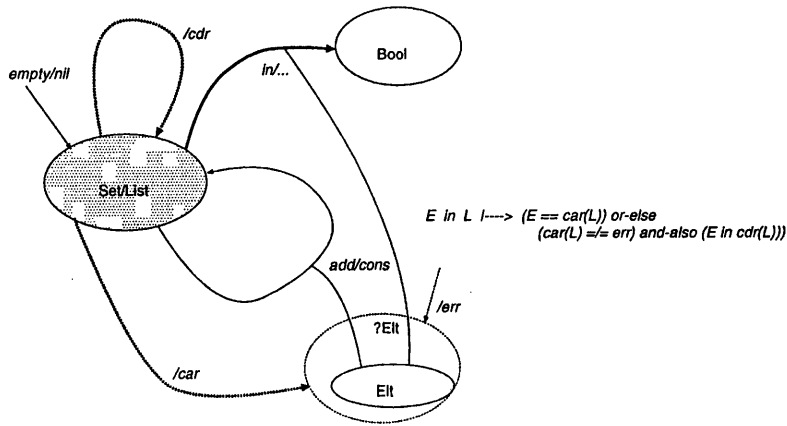 /cdr
Bool
empty/nil
in/...
Set/List
E in L |----> (E == car(L)) or-else
(car(L) =/= err) and-also (E in cdr(L)))
add/cons
/err
?Elt
/car
Elt